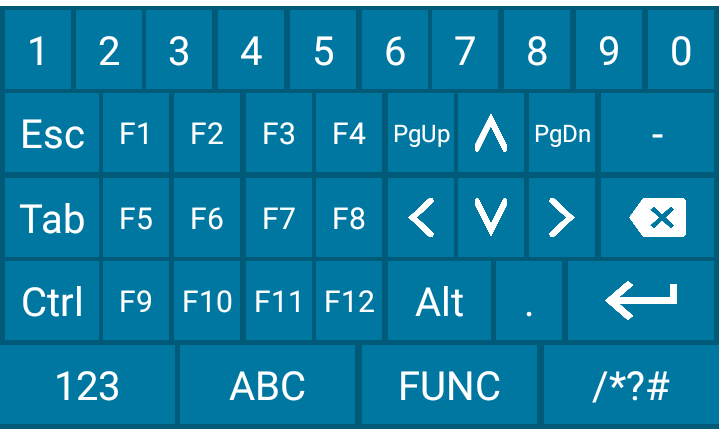 1 2 3 4 5 6 7 8 9 0
Esc F1 F2 F3 F4 PgUp PgDn -
Tab F5 F6 F7 F8
Ctrl F9 F10 F11 F12 Alt .
123 ABC FUNC /*?#